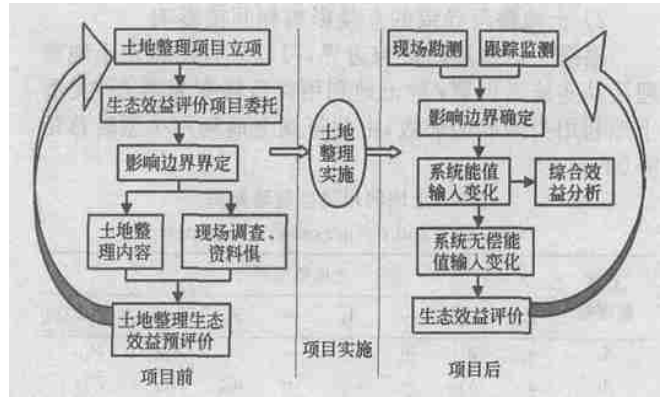 土地整理项目立项
生态效益评价项目委托
影响边界界定
土地整
理内容
现场调查、
资料惧
土地整理生态
效益预评价
项目前
土地
整理
实施
项目实施
现场勘测
跟踪监测
影响边界确定
系统能值
输入变化
综合效
益分析
系统无偿能
值输入变化
生态效益评价
项目后